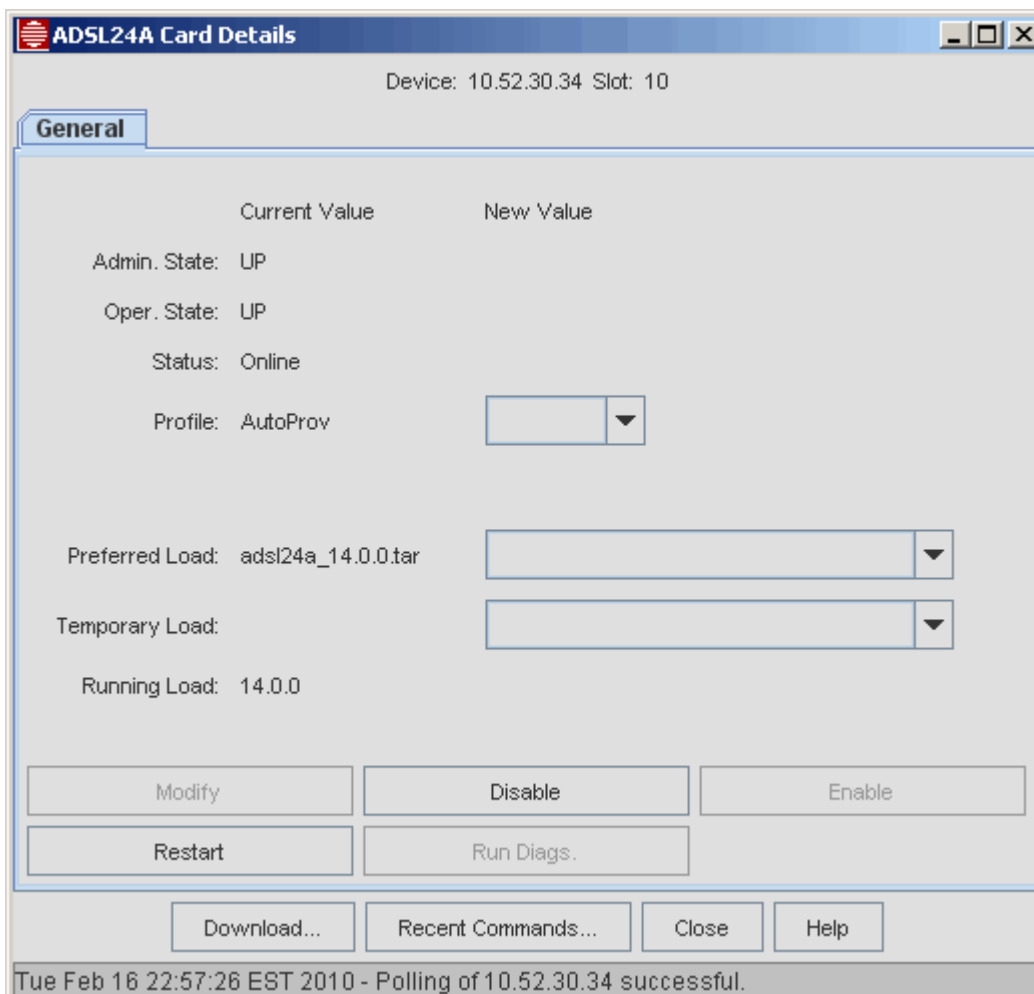 ADSL24A Card Details
Device: 10.52.30.34 Slot: 10
General
Current Value New Value
Admin. State: UP
Oper. State: UP
Status: Online
Profile: AutoProv
Preferred Load: adsl24a_14.0.0.tar
Temporary Load:
Running Load: 14.0.0
Modify Disable Enable
Restart Run Diags.
Download... Recent Commands... Close Help
Tue Feb 16 22:57:26 EST 2010 - Polling of 10.52.30.34 successful.